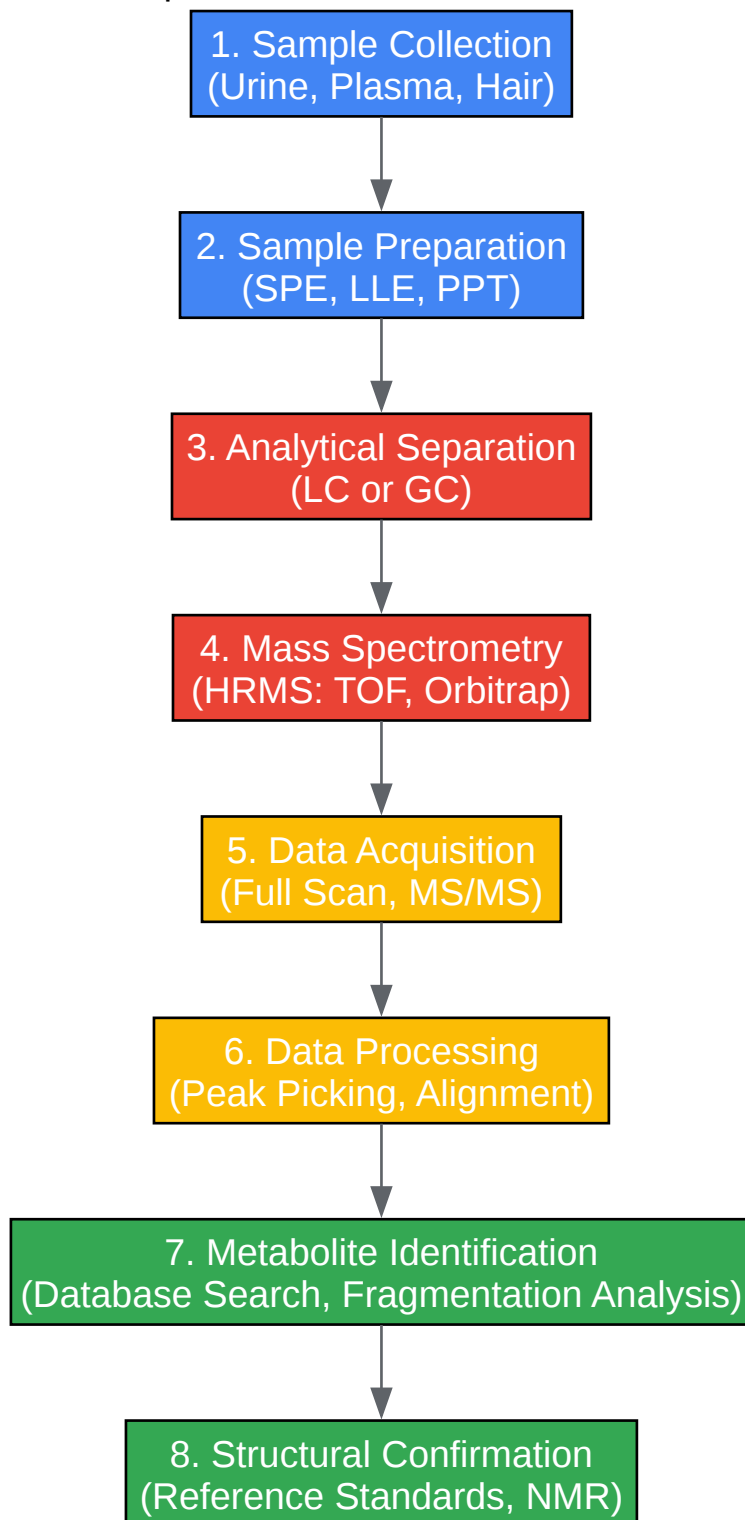 1. Sample Collection
(Urine, Plasma, Hair)
2. Sample Preparation
(SPE, LLE, PPT)
3. Analytical Separation
(LC or GC)
4. Mass Spectrometry
(HRMS: TOF, Orbitrap)
5. Data Acquisition
(Full Scan, MS/MS)
6. Data Processing
(Peak Picking, Alignment)
7. Metabolite Identification
(Database Search, Fragmentation Analysis)
8. Structural Confirmation
(Reference Standards, NMR)